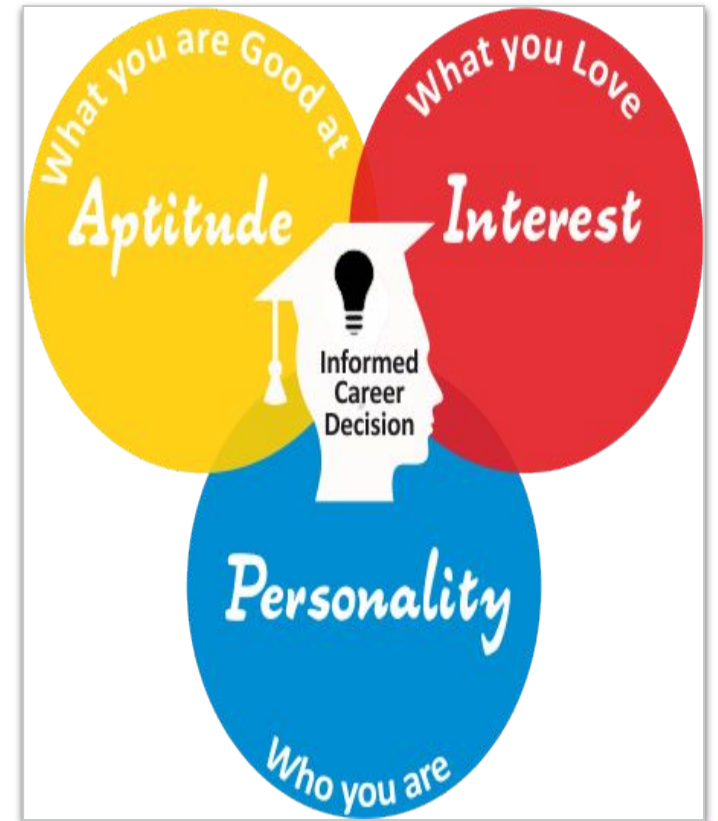 What you are Good at
Aptitude
What you Love
Interest
Informed
Career
Decision
Personality
Who you are